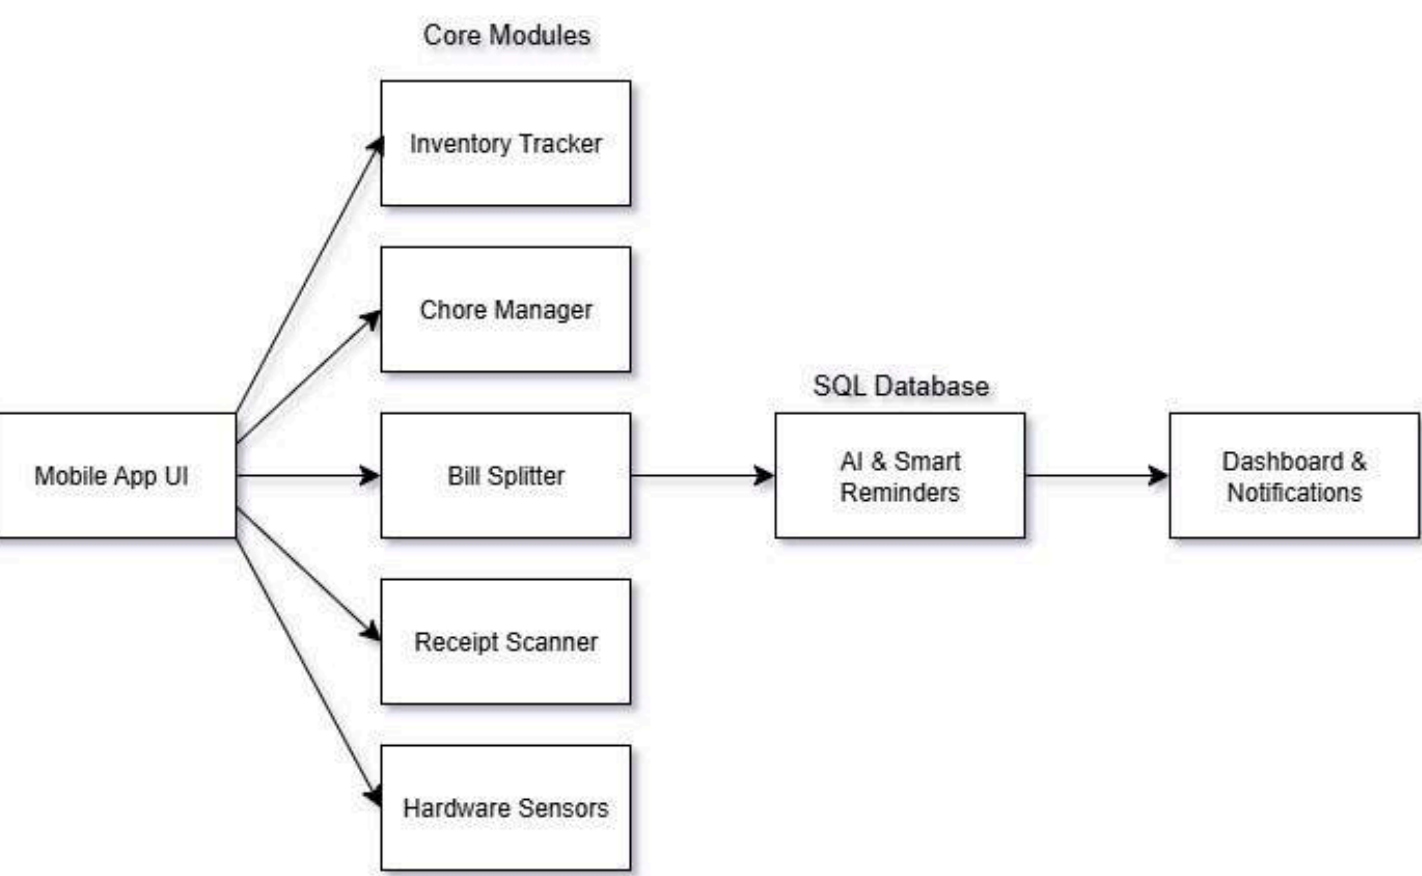 Core Modules
Inventory Tracker
Chore Manager
Mobile App UI
Bill Splitter
SQL Database
AI & Smart
Reminders
Dashboard &
Notifications
Receipt Scanner
Hardware Sensors